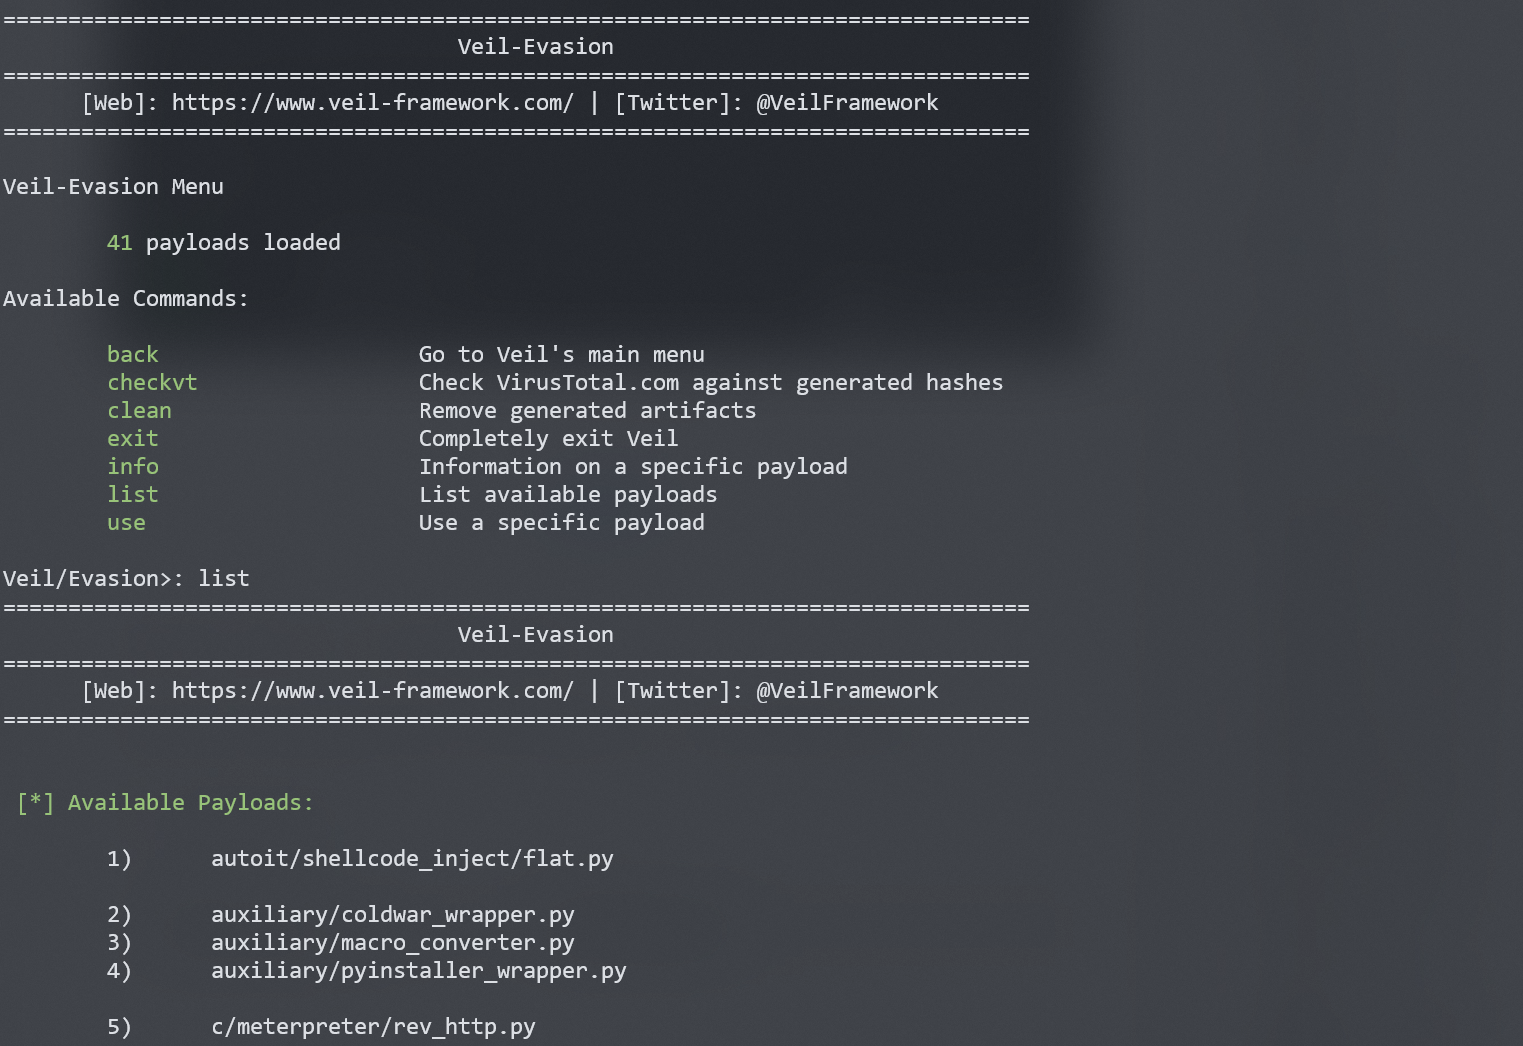 ===============================================================================
                                   Veil-Evasion
===============================================================================
      [Web]: https://www.veil-framework.com/ | [Twitter]: @VeilFramework
===============================================================================
Veil-Evasion Menu
        41 payloads loaded
Available Commands:
        back                    Go to Veil's main menu
        checkvt                 Check VirusTotal.com against generated hashes
        clean                   Remove generated artifacts
        exit                    Completely exit Veil
        info                    Information on a specific payload
        list                    List available payloads
        use                     Use a specific payload
Veil/Evasion>: list
===============================================================================
                                   Veil-Evasion
===============================================================================
      [Web]: https://www.veil-framework.com/ | [Twitter]: @VeilFramework
===============================================================================
 [*] Available Payloads:
        1)      autoit/shellcode_inject/flat.py
        2)      auxiliary/coldwar_wrapper.py
        3)      auxiliary/macro_converter.py
        4)      auxiliary/pyinstaller_wrapper.py
        5)      c/meterpreter/rev_http.py